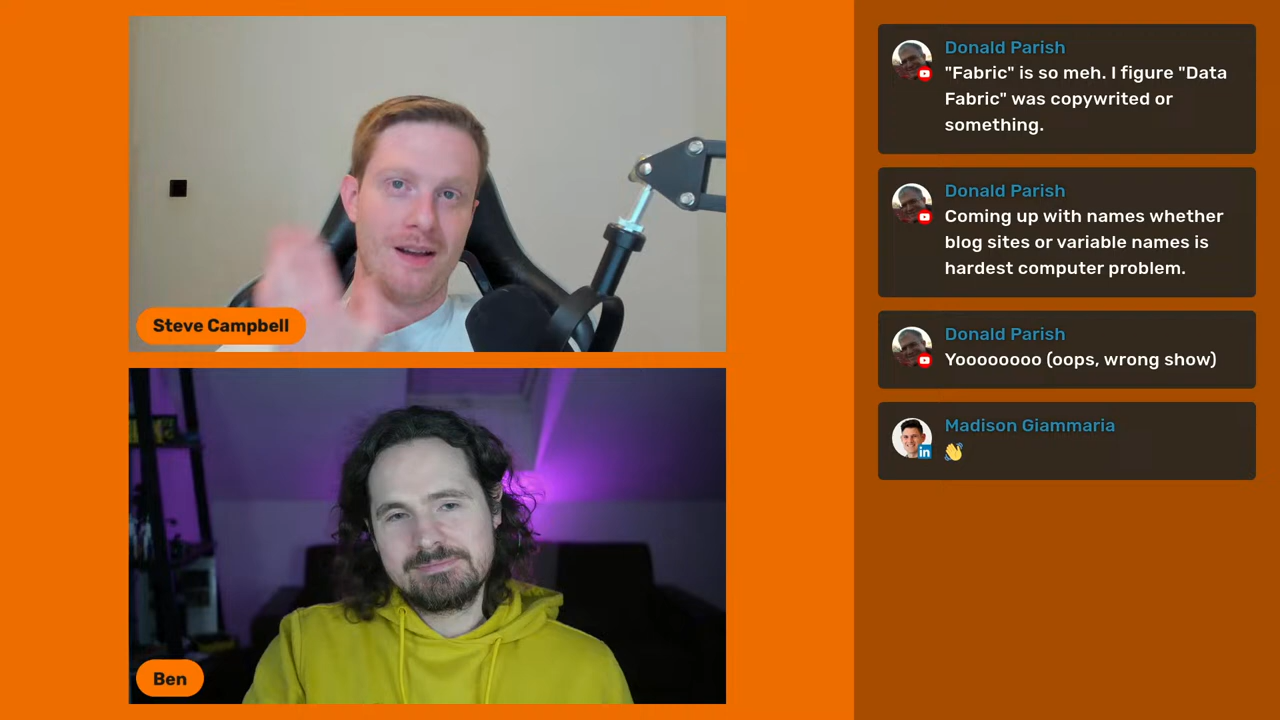 Steve Campbell
Ben
Donald Parish
"Fabric" is so meh. I figure "Data
Fabric" was copywrited or
something.
Donald Parish
Coming up with names whether
blog sites or variable names is
hardest computer problem.
Donald Parish
Yoooooooo (oops, wrong show)
Madison Giammaria
👋